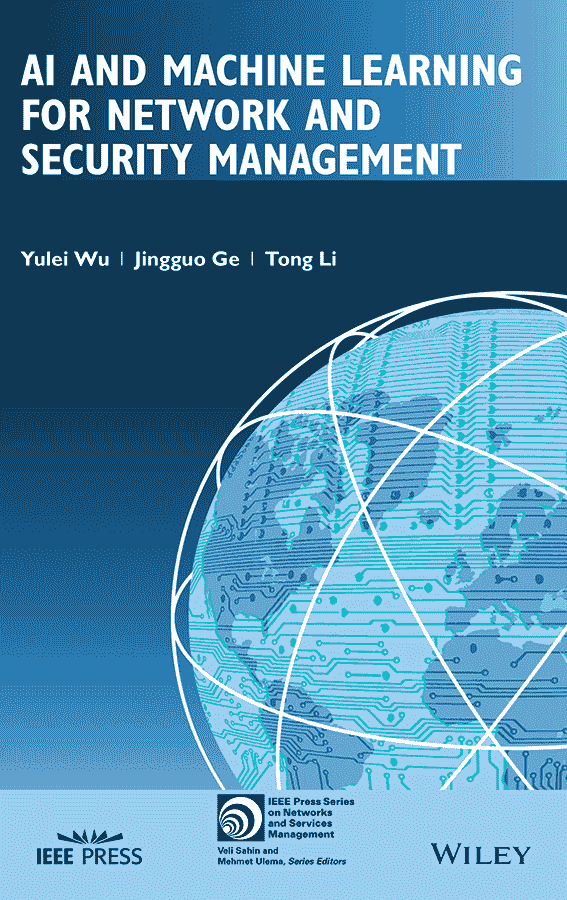 AI AND MACHINE LEARNING
FOR NETWORK AND
SECURITY MANAGEMENT
Yulei Wu | Jingguo Ge | Tong Li
IEEE Press Series
on Networks
and Services
Management
Veli Sahin and
Mehmet Ulema, Series Editors
IEEE PRESS
WILEY